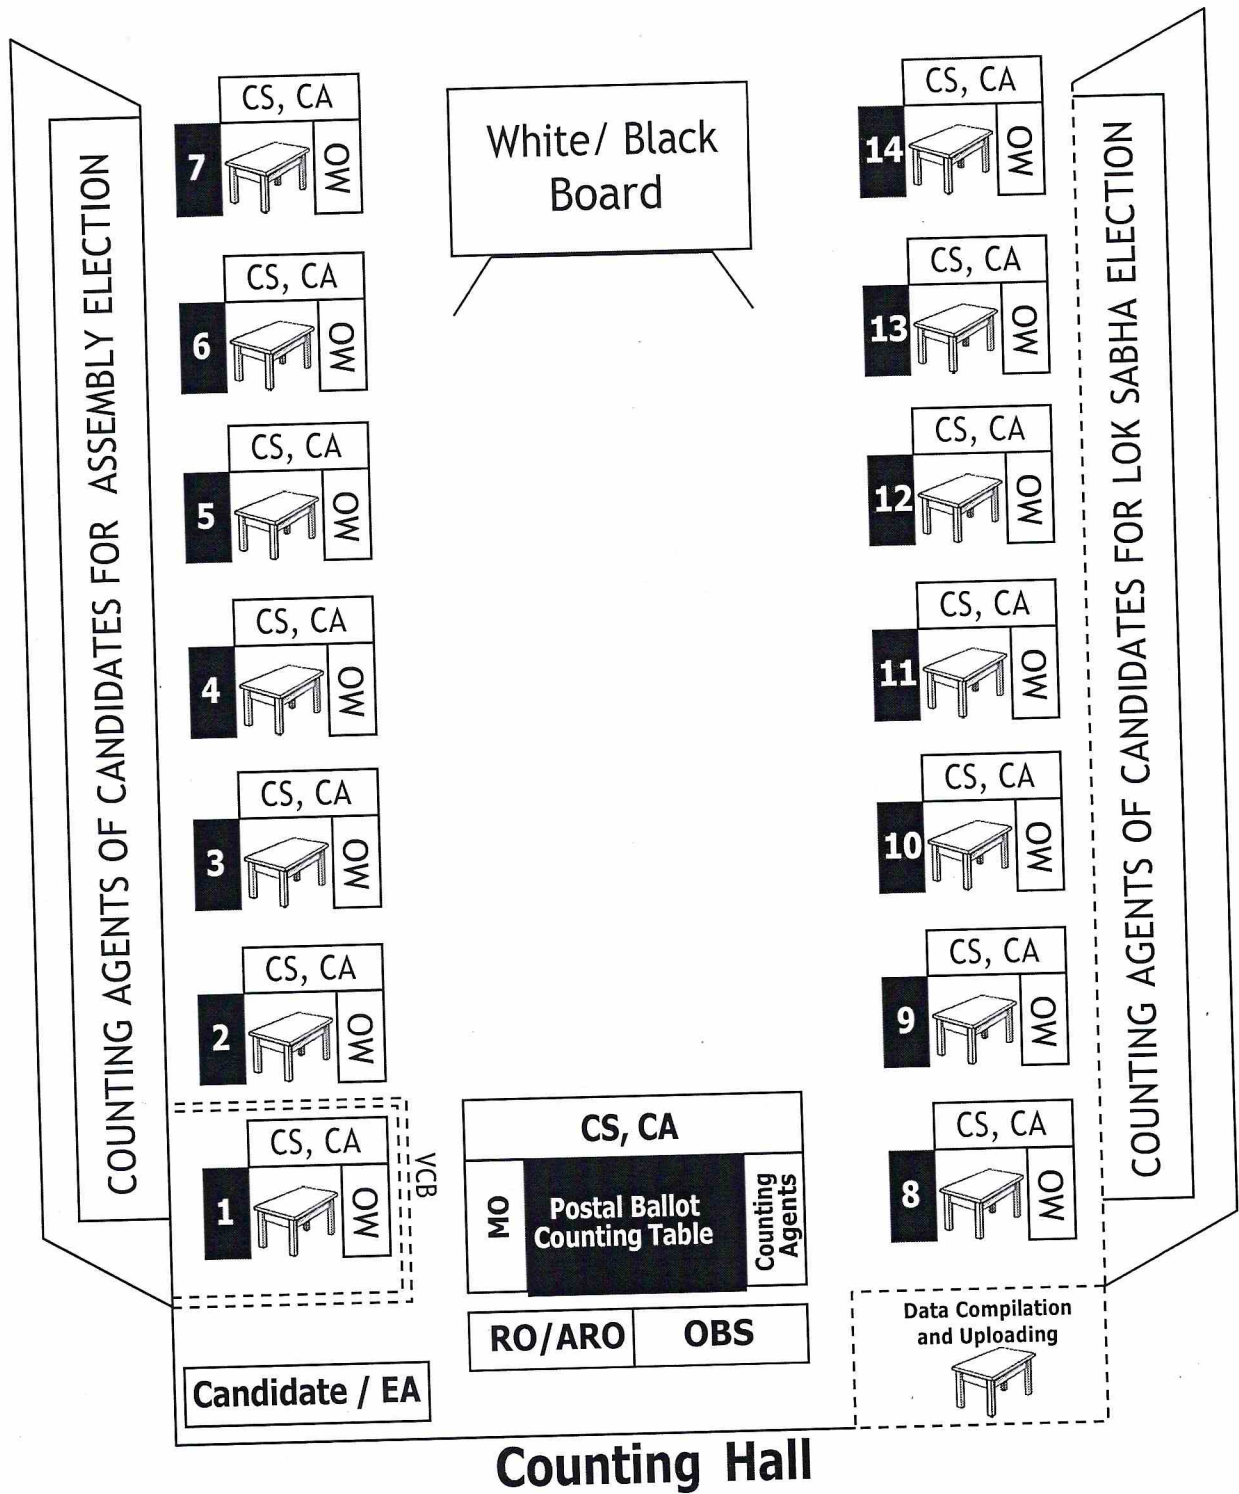 COUNTING AGENTS OF CANDIDATES FOR ASSEMBLY ELECTION
CS, CA
7
MO
CS, CA
6
MO
CS, CA
5
MO
CS, CA
4
MO
CS, CA
3
MO
CS, CA
2
MO
CS, CA
1
MO
VCB
White/ Black
Board
CS, CA
MO
Postal Ballot
Counting Table
Counting
Agents
RO/ARO
OBS
Candidate / EA
CS, CA
14
MO
CS, CA
13
MO
CS, CA
12
MO
CS, CA
11
MO
CS, CA
10
MO
CS, CA
9
MO
CS, CA
8
MO
COUNTING AGENTS OF CANDIDATES FOR LOK SABHA ELECTION
Data Compilation
and Uploading
Counting Hall